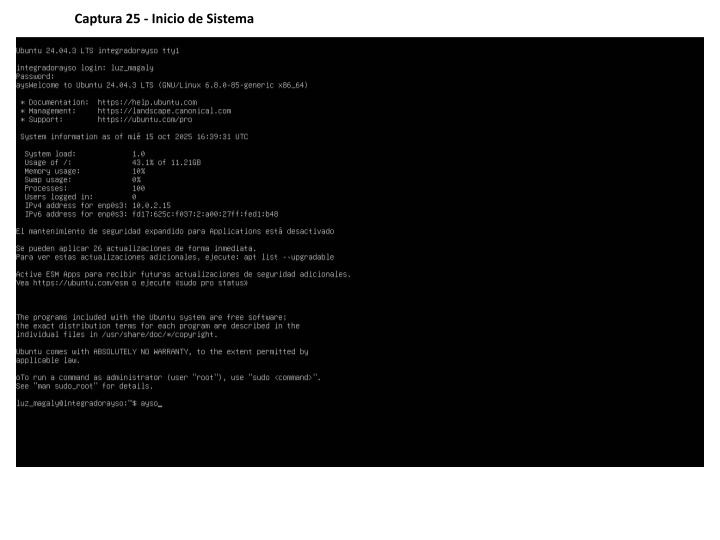 Captura 25 - Inicio de Sistema
Ubuntu 24.04.3 LTS integradorayso tty1
integradorayso login: luz_magaly
Password:
aysWelcome to Ubuntu 24.04.3 LTS (GNU/Linux 6.8.0-85-generic x86_64)
* Documentation:  https://help.ubuntu.com
* Management:     https://landscape.canonical.com
* Support:        https://ubuntu.com/pro
System information as of mié 15 oct 2025 16:39:31 UTC
System load:             1.0
Usage of /:              43.1% of 11.21GB
Memory usage:            10%
Swap usage:              0%
Processes:               100
Users logged in:         0
IPv4 address for enp0s3: 10.0.2.15
IPv6 address for enp0s3: fd17:625c:f037:2:a00:27ff:fed1:b48
El mantenimiento de seguridad expandido para Applications está desactivado
Se pueden aplicar 26 actualizaciones de forma inmediata.
Para ver estas actualizaciones adicionales, ejecute: apt list --upgradable
Active ESM Apps para recibir futuras actualizaciones de seguridad adicionales.
Vea https://ubuntu.com/esm o ejecute «sudo pro status»
The programs included with the Ubuntu system are free software;
the exact distribution terms for each program are described in the
individual files in /usr/share/doc/*/copyright.
Ubuntu comes with ABSOLUTELY NO WARRANTY, to the extent permitted by
applicable law.
oTo run a command as administrator (user "root"), use "sudo <command>".
See "man sudo_root" for details.
luz_magaly@integradorayso:~$ ayso_